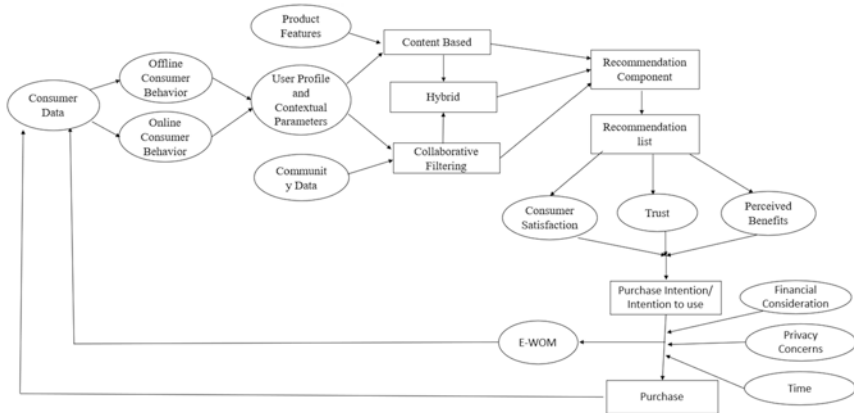 Product
Features
Content Based
Offline
Consumer
Behavior
Recommendation
Component
User Profile
and
Contextual
Parameters
Consumer
Data
Hybrid
Online
Consumer
Behavior
Recommendation
list
Collaborative
Filtering
Communit
y Data
Consumer
Satisfaction
Trust
Perceived
Benefits
Purchase Intention/
Intention to use
Financial
Consideration
E-WOM
Privacy
Concerns
Time
Purchase